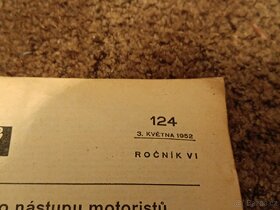 124
3. KVĚTNA 1952
ROČNÍK VI
o nástupu motoristů